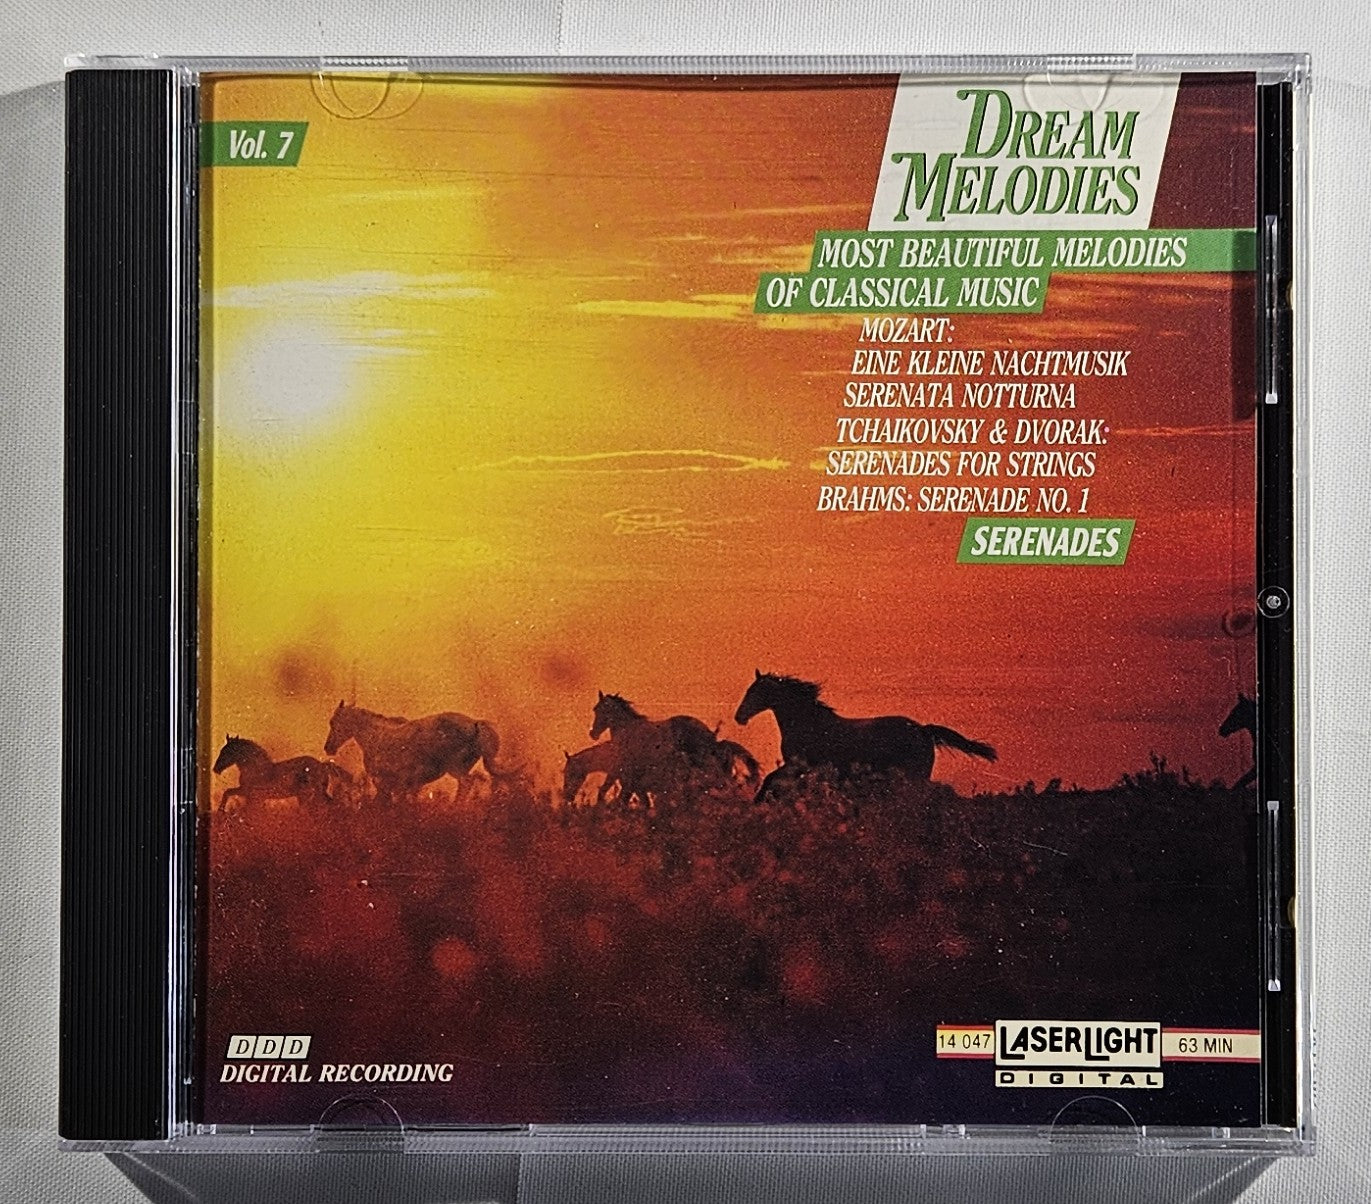 Vol. 7
DREAM
MELODIES
MOST BEAUTIFUL MELODIES
OF CLASSICAL MUSIC
MOZART:
EINE KLEINE NACHTMUSIK
SERENATA NOTTURNA
TCHAIKOVSKY & DVORAK:
SERENADES FOR STRINGS
BRAHMS: SERENADE NO. 1
SERENADES
D D D
DIGITAL RECORDING
14 047 LASERLIGHT 63 MIN
DIGITAL